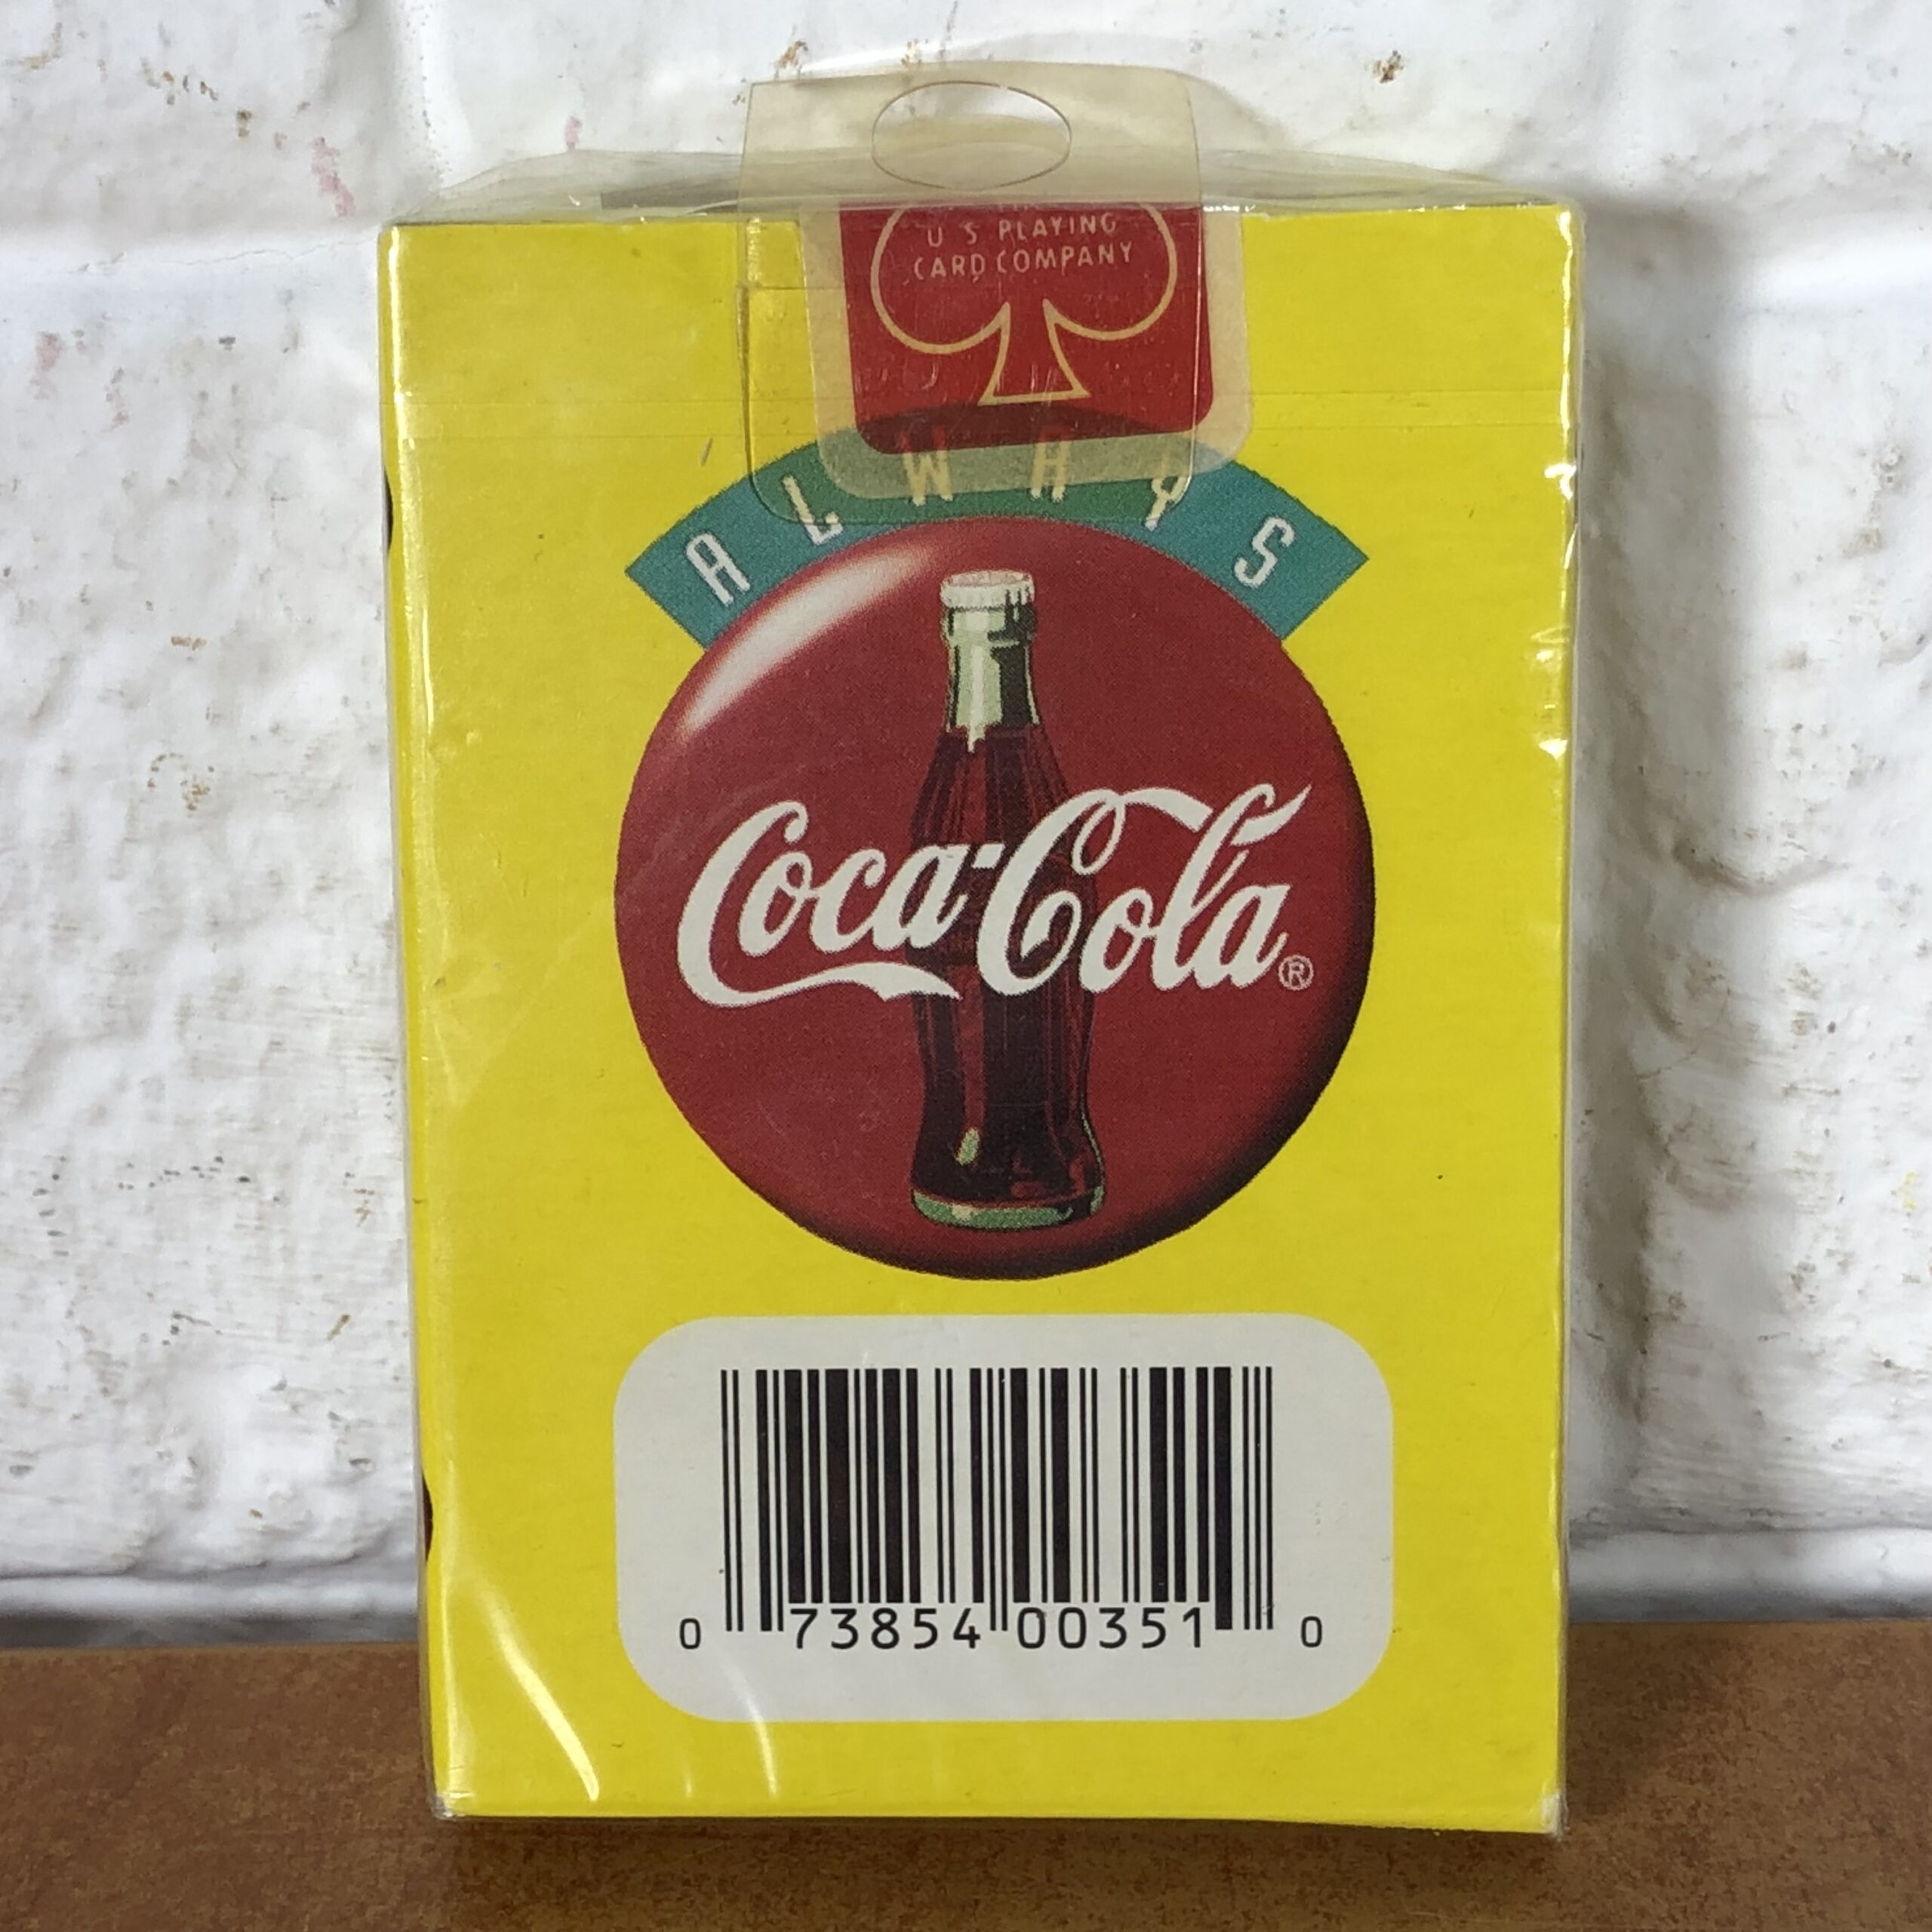 U S PLAYING
CARD COMPANY
ALWAYS
Coca-Cola®
0 73854 00351 0